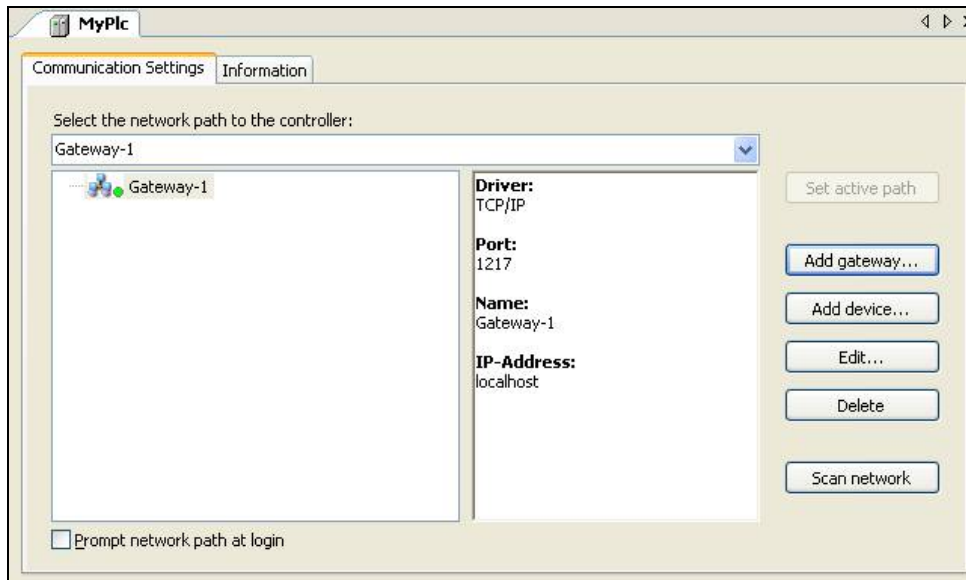 MyPlc
Communication Settings
Information
Select the network path to the controller:
Gateway-1
Gateway-1
Driver:
TCP/IP
Port:
1217
Name:
Gateway-1
IP-Address:
localhost
Set active path
Add gateway...
Add device...
Edit...
Delete
Scan network
Prompt network path at login